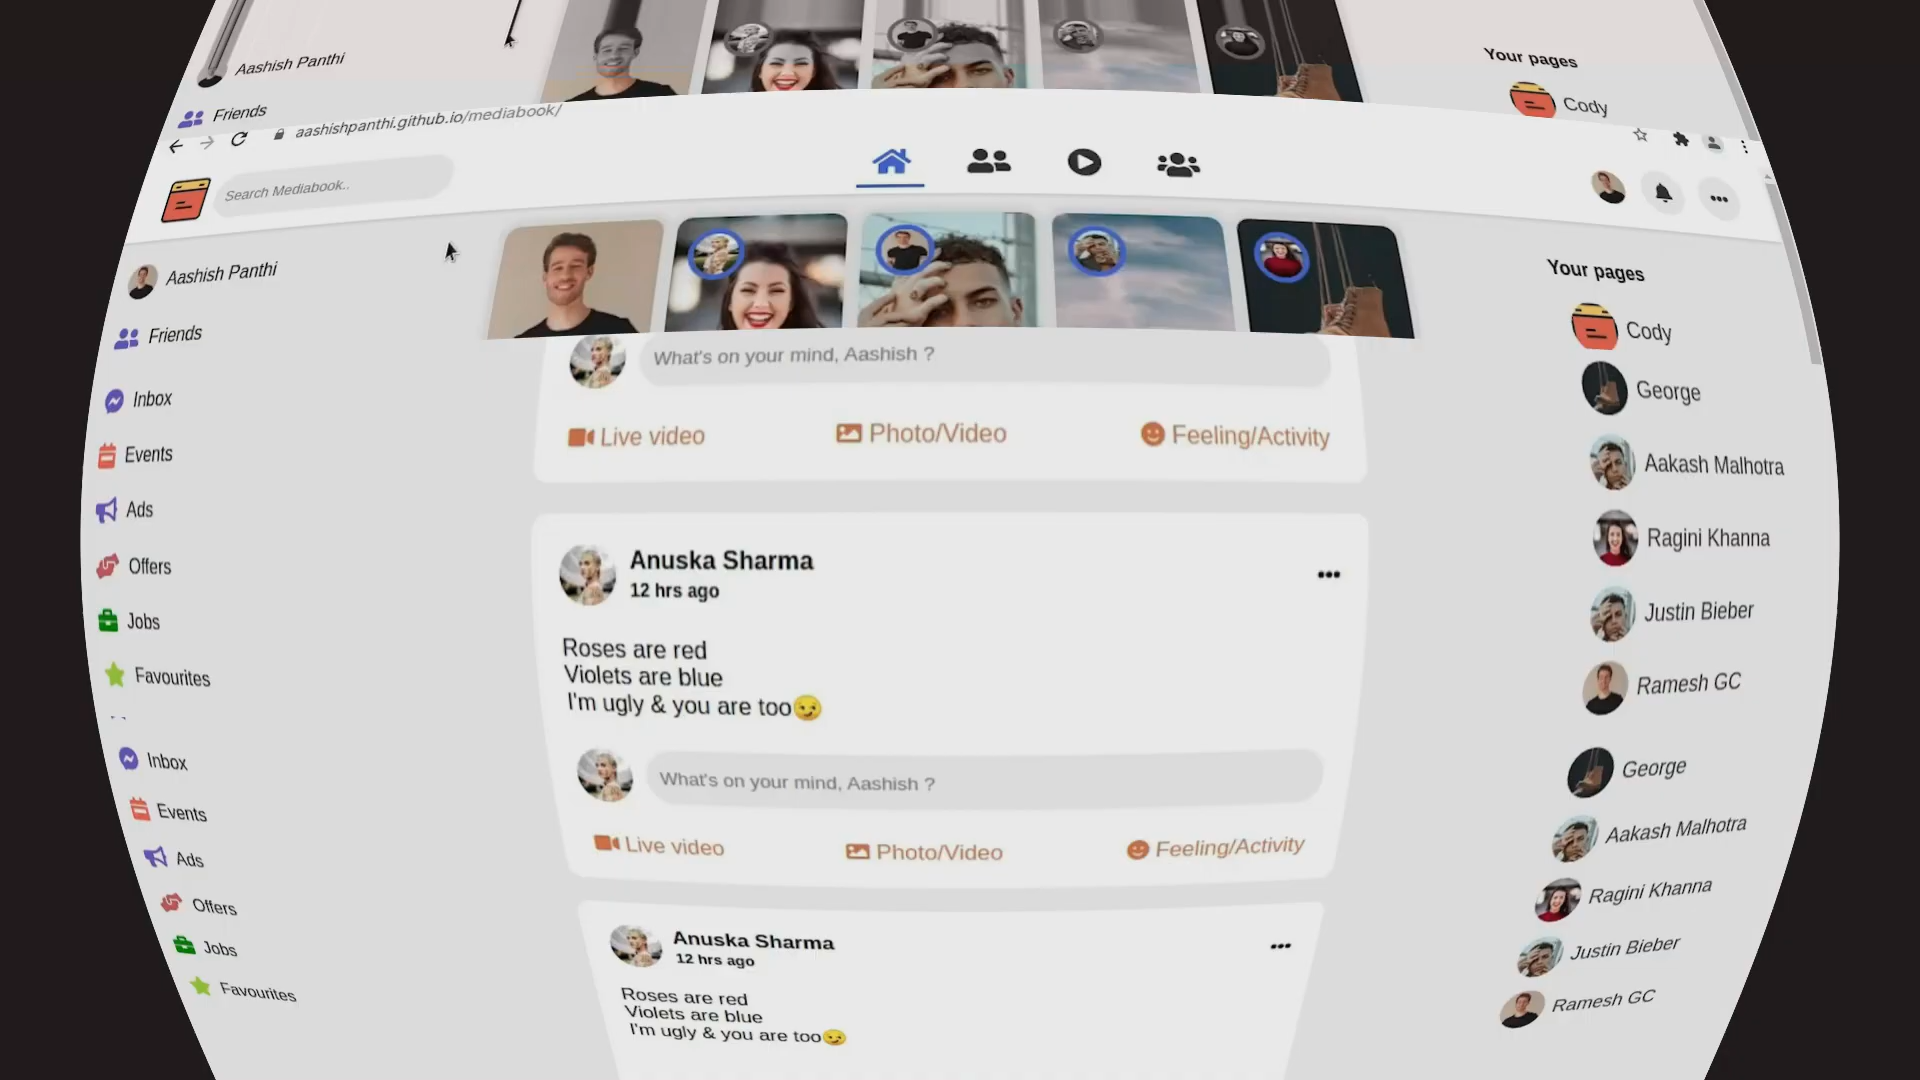 Aashish Panthi
Friends
Your pages
Cody
aashishpanthi.github.io/mediabook/
Search Mediabook..
Aashish Panthi
Friends
Inbox
Events
Ads
Offers
Jobs
Favourites
Inbox
Events
Ads
Offers
Jobs
Favourites
What's on your mind, Aashish ?
Live video
Photo/Video
Feeling/Activity
Anuska Sharma
12 hrs ago
Roses are red
Violets are blue
I'm ugly & you are too😏
What's on your mind, Aashish ?
Live video
Photo/Video
Feeling/Activity
Anuska Sharma
12 hrs ago
Roses are red
Violets are blue
I'm ugly & you are too😏
Your pages
Cody
George
Aakash Malhotra
Ragini Khanna
Justin Bieber
Ramesh GC
George
Aakash Malhotra
Ragini Khanna
Justin Bieber
Ramesh GC